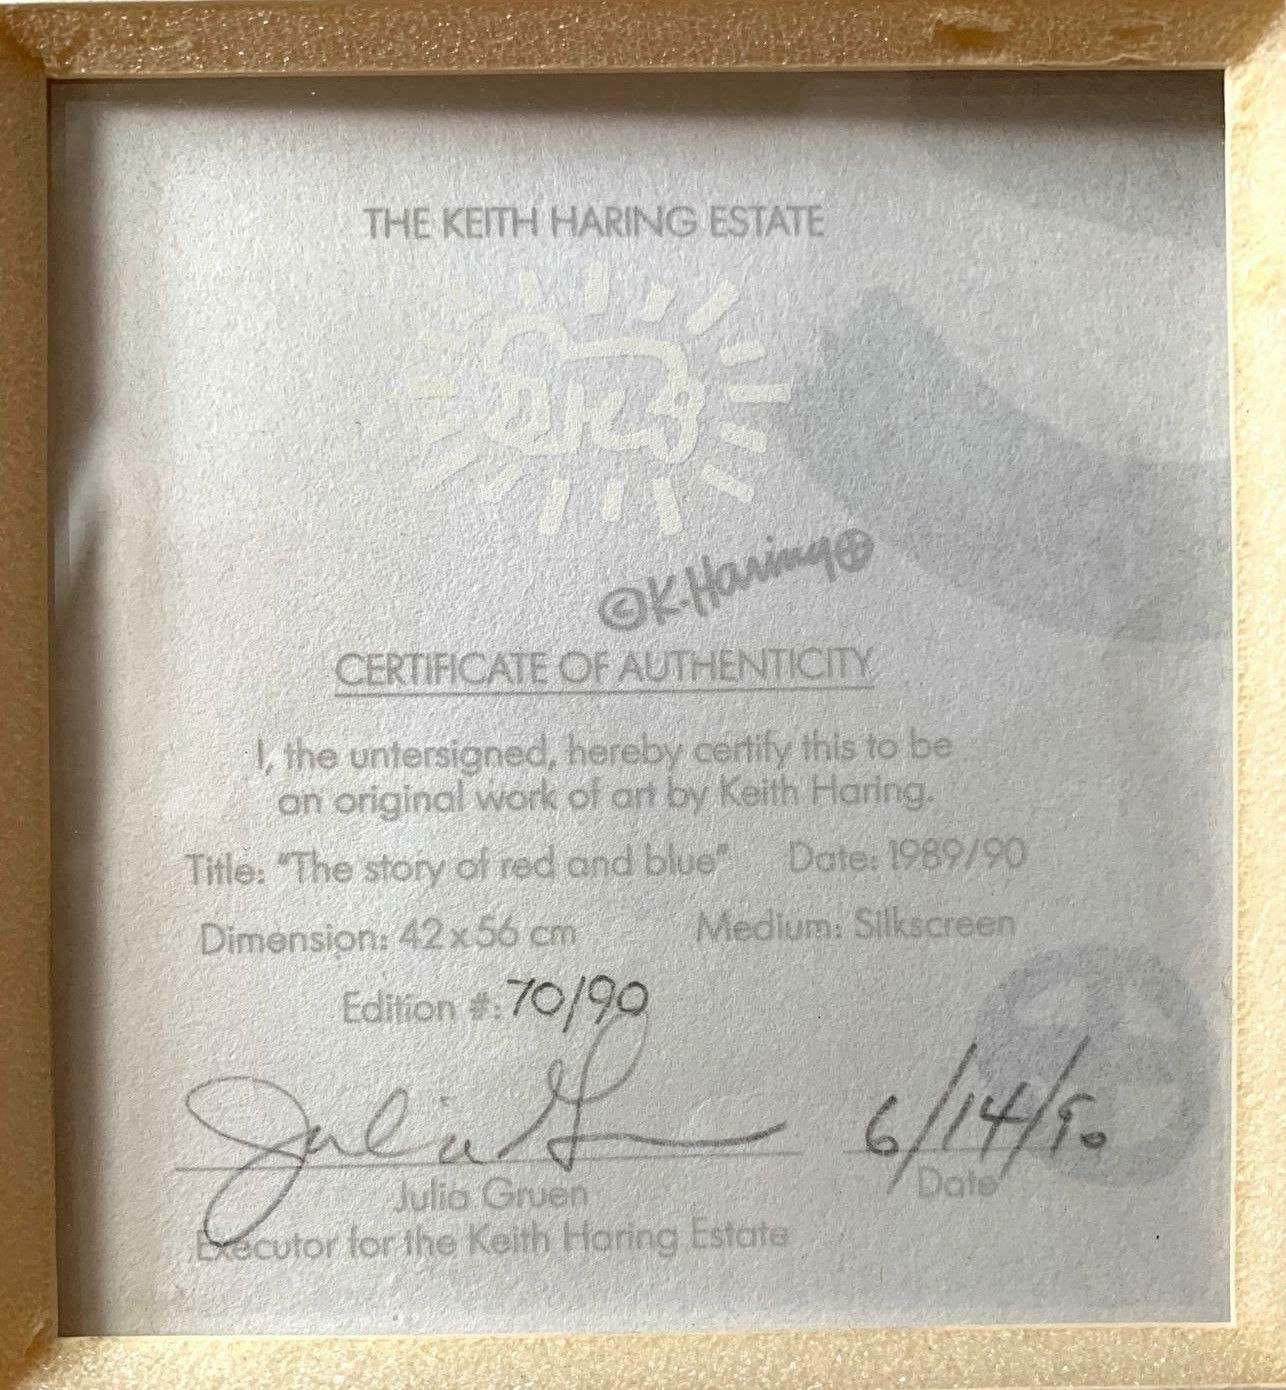 THE KEITH HARING ESTATE
©K.Haring⊕
CERTIFICATE OF AUTHENTICITY
I, the untersigned, hereby certify this to be
an original work of art by Keith Haring.
Title: "The story of red and blue" Date: 1989/90
Dimension: 42 x 56 cm Medium: Silkscreen
Edition #: 70/90
Julia Gruen 6/14/90
Julia Gruen Date
Executor for the Keith Haring Estate